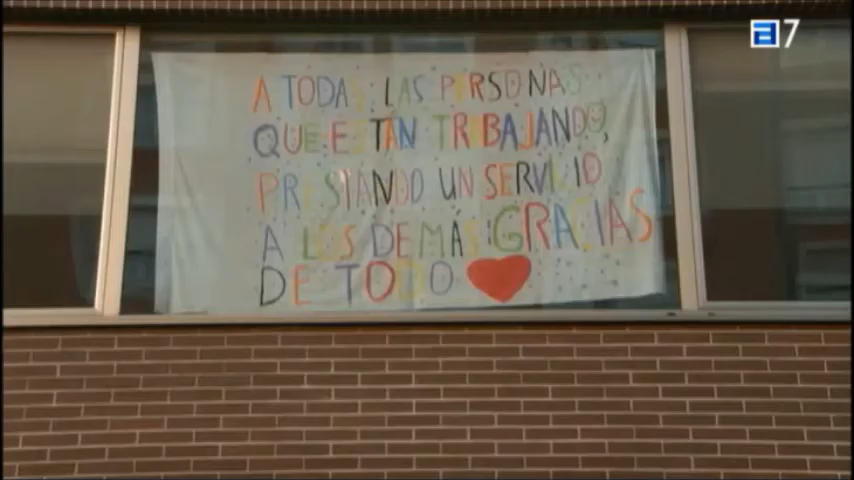 a7
A TODAS LAS PERSONAS
QUE ESTÁN TRABAJANDO,
PRESTANDO UN SERVICIO
A LOS DEMÁS: GRACIAS
DE TODO